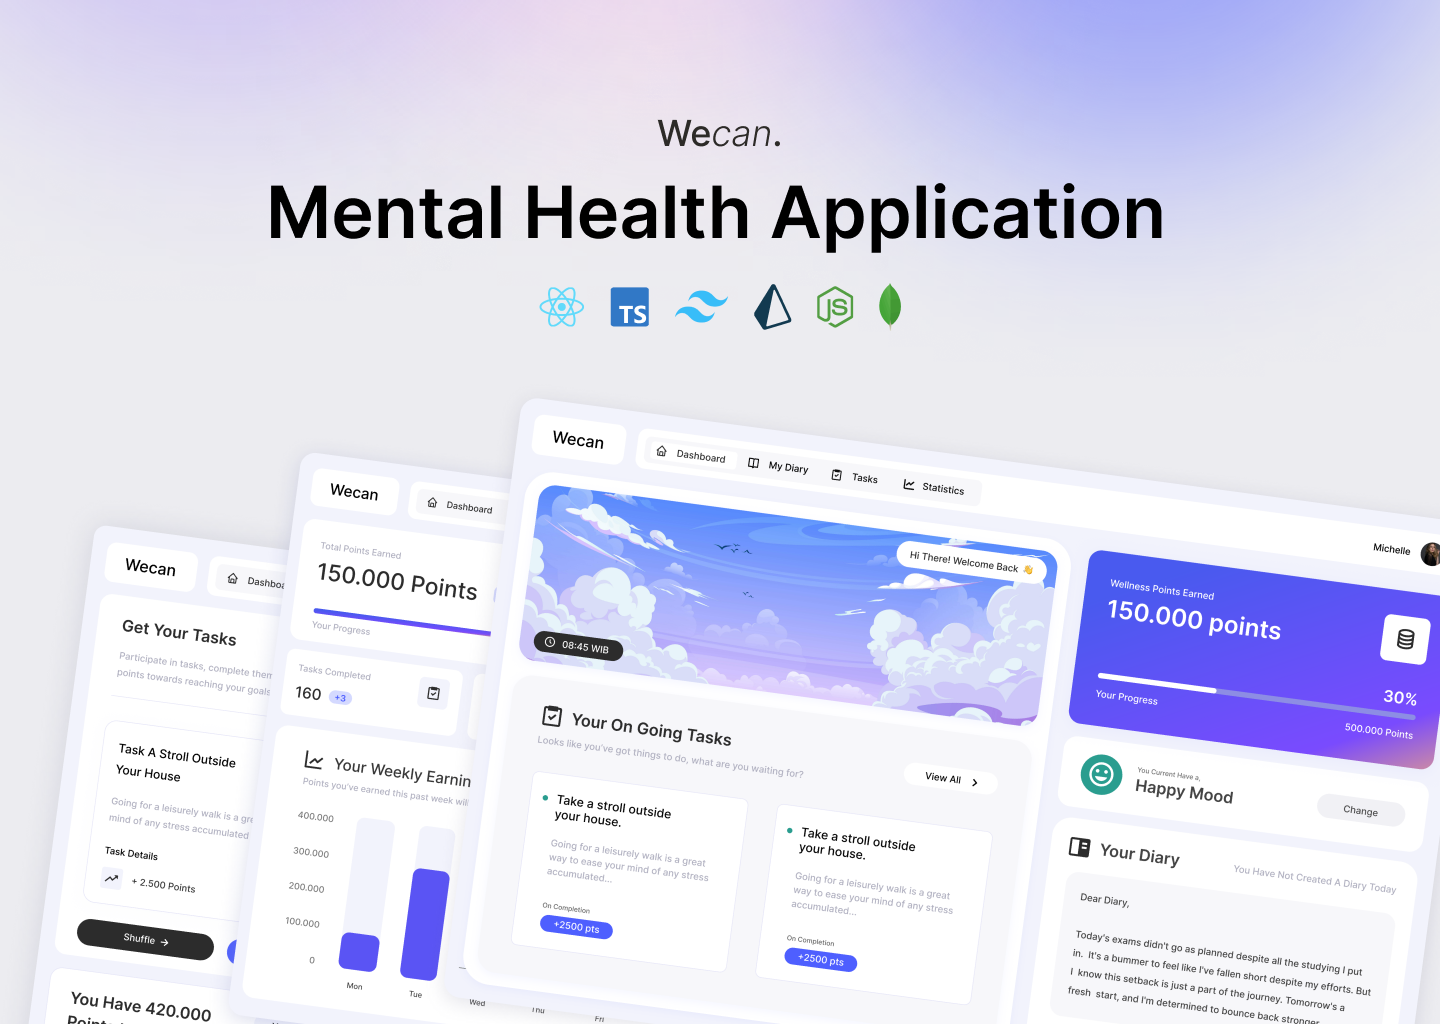 Wecan.
Mental Health Application
TS
JS
Wecan
Dashboard
My Diary
Tasks
Statistics
Michelle
Hi There! Welcome Back 👋
08:45 WIB
Wellness Points Earned
150.000 points
30%
Your Progress
500.000 Points
You Current Have a,
Happy Mood
Change
Your Diary
You Have Not Created A Diary Today
Dear Diary,
Today's exams didn't go as planned despite all the studying I put
in. It's a bummer to feel like I've fallen short despite my efforts. But
I know this setback is just a part of the journey. Tomorrow's a
fresh start, and I'm determined to bounce back stronger
Your On Going Tasks
Looks like you've got things to do, what are you waiting for?
View All
Take a stroll outside
your house.
Going for a leisurely walk is a great
way to ease your mind of any stress
accumulated...
On Completion
+2500 pts
Take a stroll outside
your house.
Going for a leisurely walk is a great
way to ease your mind of any stress
accumulated...
On Completion
+2500 pts
Wecan
Dashboard
Total Points Earned
150.000 Points
Your Progress
Tasks Completed
160
+3
Your Weekly Earnin
Points you've earned this past week will
400.000
300.000
200.000
100.000
0
Mon
Tue
Wed
Thu
Fri
Wecan
Dashboa
Get Your Tasks
Participate in tasks, complete them
points towards reaching your goals
Task A Stroll Outside
Your House
Going for a leisurely walk is a gr
mind of any stress accumulated
Task Details
+ 2.500 Points
Shuffle
You Have 420.000